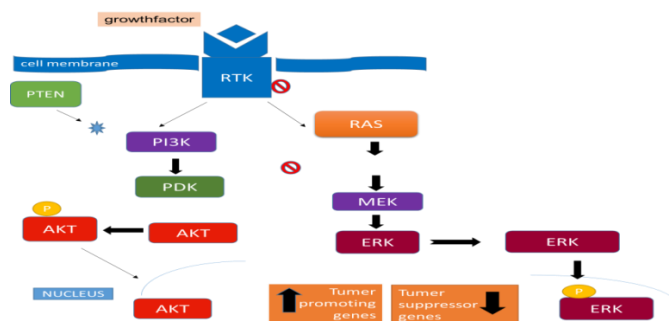 growthfactor
cell membrane
RTK
PTEN
RAS
PI3K
PDK
MEK
P
AKT
AKT
ERK
ERK
NUCLEUS
AKT
Tumer
promoting
genes
Tumer
suppressor
genes
P
ERK